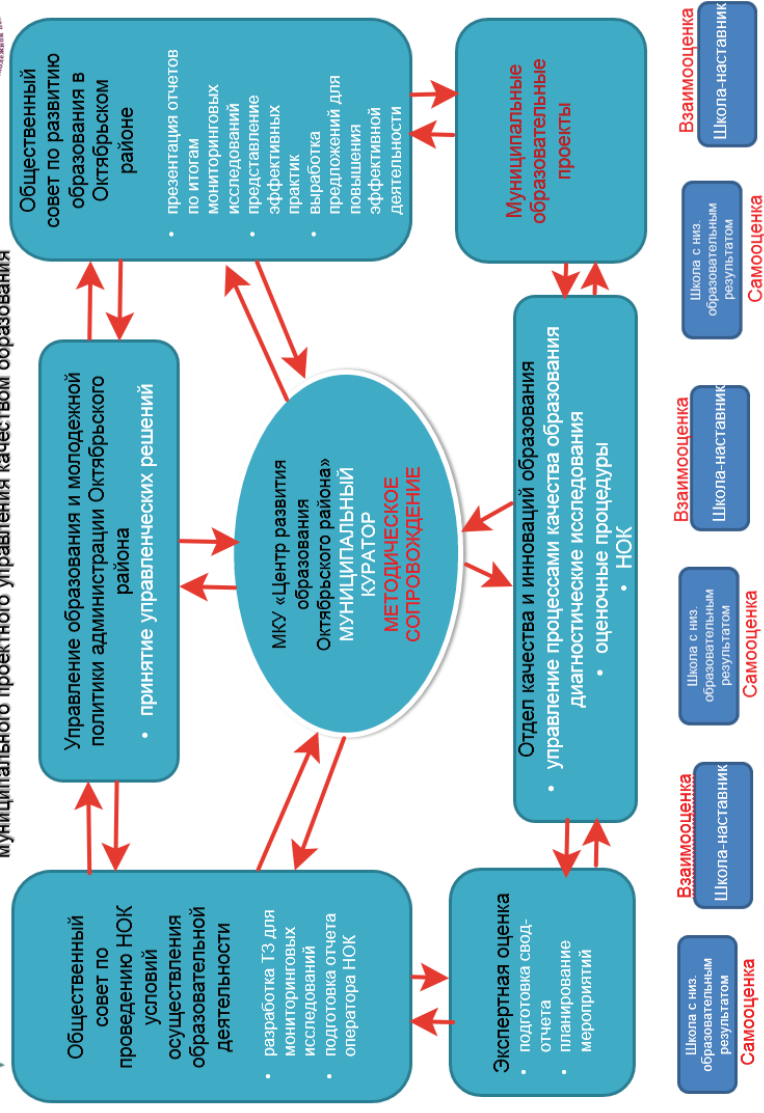 муниципального проектного управления качеством образования
Общественный
совет по
проведению НОК
условий
осуществления
образовательной
деятельности
• разработка ТЗ для
мониторинговых
исследований
• подготовка отчета
оператора НОК
Управление образования и молодежной
политики администрации Октябрьского
района
• принятие управленческих решений
Общественный
совет по развитию
образования в
Октябрьском
районе
• презентация отчетов
по итогам
мониторинговых
исследований
• представление
эффективных
практик
• выработка
предложений для
повышения
эффективной
деятельности
МКУ «Центр развития
образования
Октябрьского района»
МУНИЦИПАЛЬНЫЙ
КУРАТОР
МЕТОДИЧЕСКОЕ
СОПРОВОЖДЕНИЕ
Экспертная оценка
• подготовка свод-
отчета
• планирование
мероприятий
Отдел качества и инноваций образования
• управление процессами качества образования
диагностические исследования
• оценочные процедуры
• НОК
Муниципальные
образовательные
проекты
Школа с низ.
образовательным
результатом
Самооценка
Взаимооценка
Школа-наставник
Школа с низ.
образовательным
результатом
Самооценка
Взаимооценка
Школа-наставник
Школа с низ.
образовательным
результатом
Самооценка
Взаимооценка
Школа-наставник